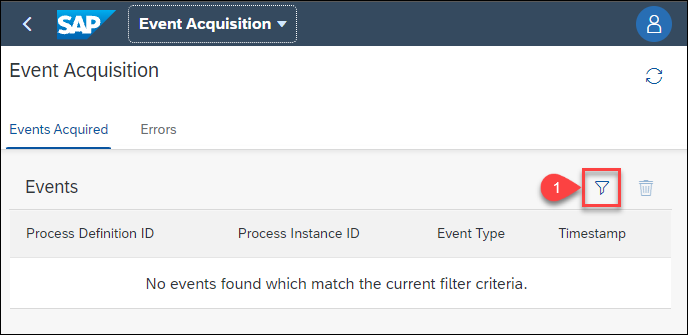 SAP Event Acquisition
Event Acquisition
Events Acquired Errors
Events 1
Process Definition ID Process Instance ID Event Type Timestamp
No events found which match the current filter criteria.